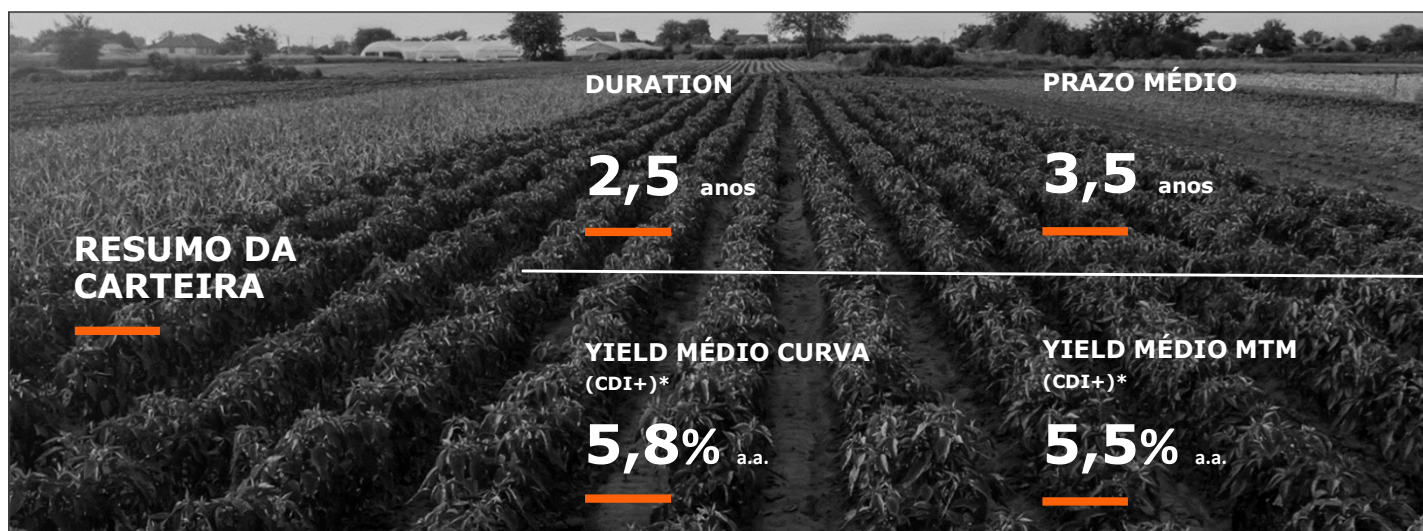 RESUMO DA
CARTEIRA
DURATION
2,5 anos
PRAZO MÉDIO
3,5 anos
YIELD MÉDIO CURVA
(CDI+)*
5,8% a.a.
YIELD MÉDIO MTM
(CDI+)*
5,5% a.a.